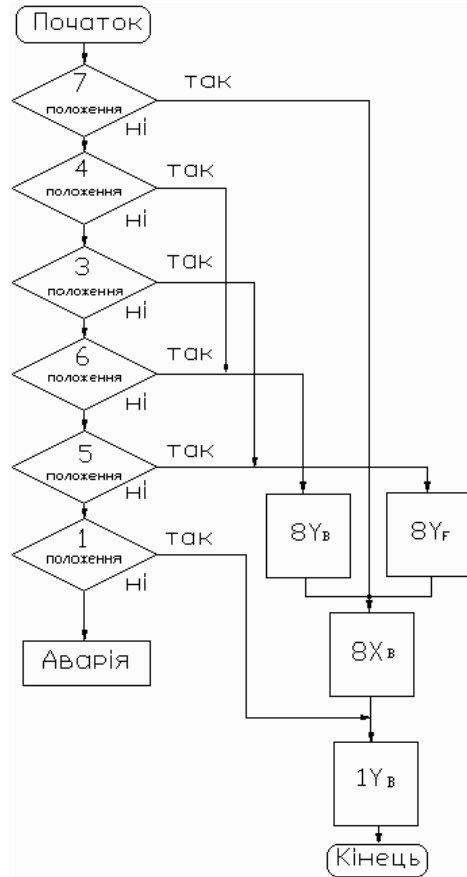 Початок
7
положення
так
ні
4
положення
так
ні
3
положення
так
ні
6
положення
так
ні
5
положення
так
ні
8YB
8YF
1
положення
так
ні
Аварія
8XB
1YB
Кінець